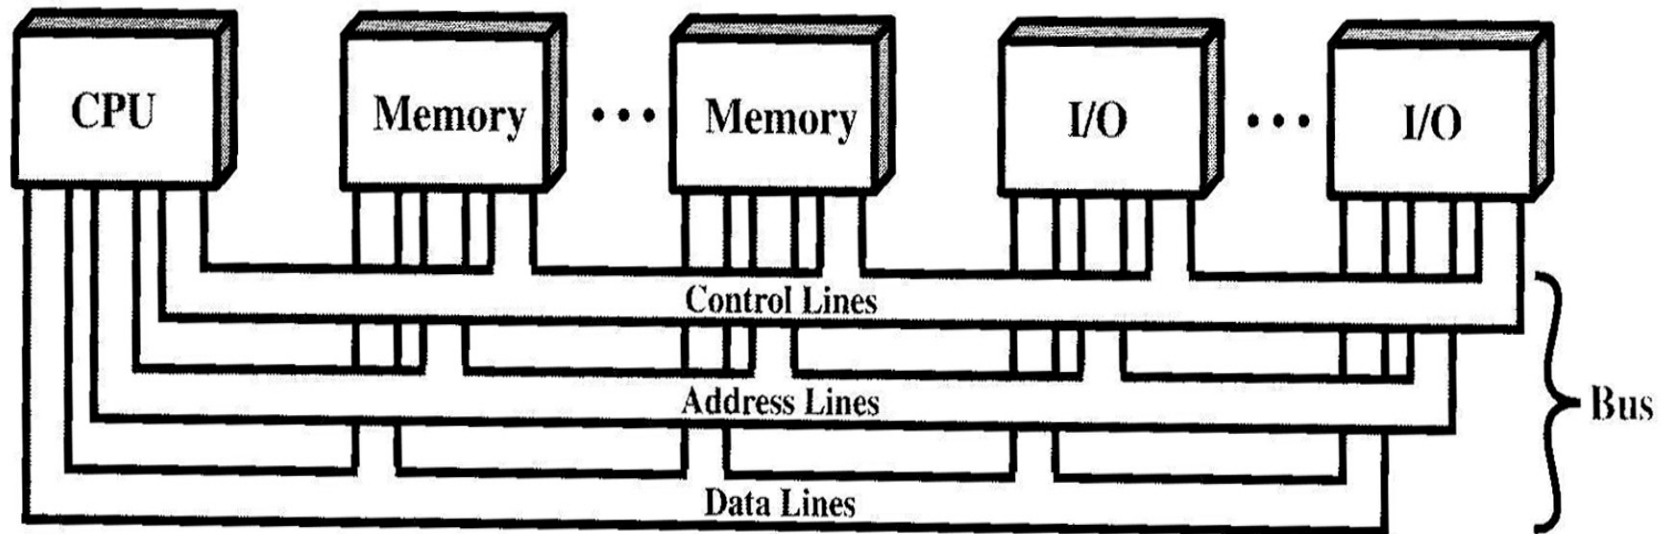 CPU
Memory
• • •
Memory
I/O
• • •
I/O
Control Lines
Address Lines
Data Lines
Bus